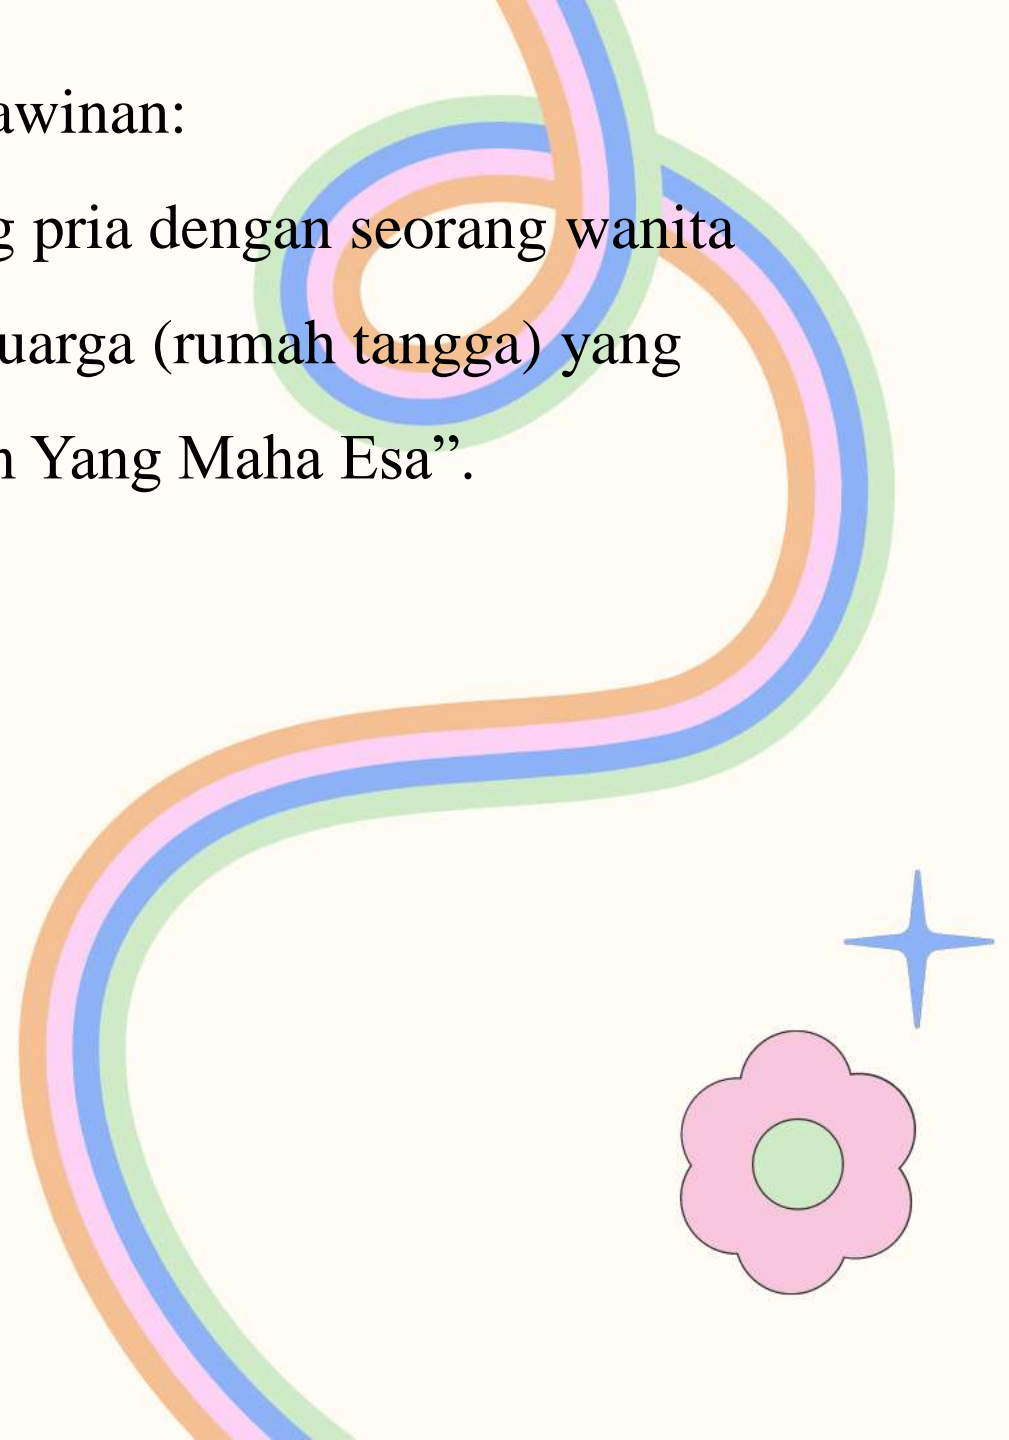 awinan:
g pria dengan seorang wanita
uarga (rumah tangga) yang
n Yang Maha Esa”.